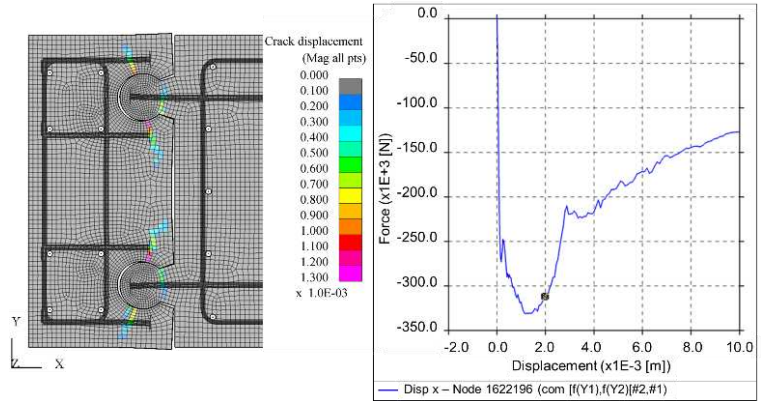 Crack displacement
(Mag all pts)
0.000
0.100
0.200
0.300
0.400
0.500
0.600
0.700
0.800
0.900
1.000
1.100
1.200
1.300
x 1.0E-03
Y
Z X
Force (x1E+3 [N])
0.0
-50.0
-100.0
-150.0
-200.0
-250.0
-300.0
-350.0
-2.0 0.0 2.0 4.0 6.0 8.0 10.0
Displacement (x1E-3 [m])
Disp x – Node 1622196 (com [f(Y1),f(Y2)[#2,#1)